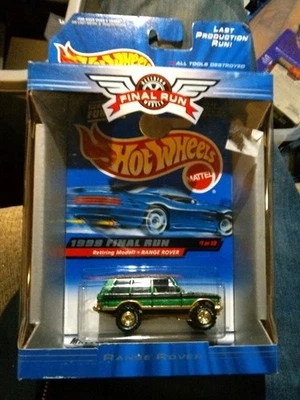 LAST
PRODUCTION
RUN!
ALL TOOLS DESTROYED
FINAL RUN
Hot Wheels
MATTEL
1999 FINAL RUN
Retiring Model! • RANGE ROVER
RANGE ROVER